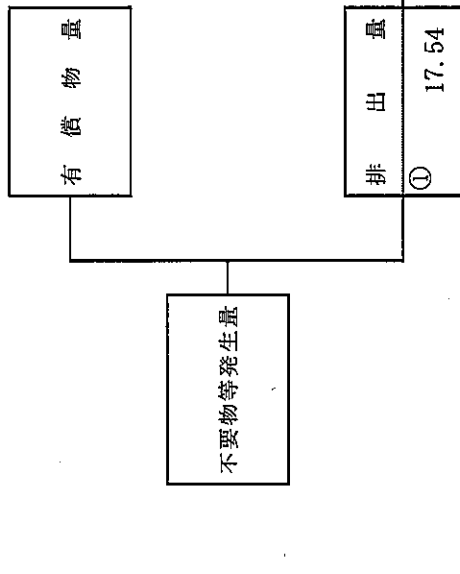 不要物等発生量
有償物量
排出量
①
17.54